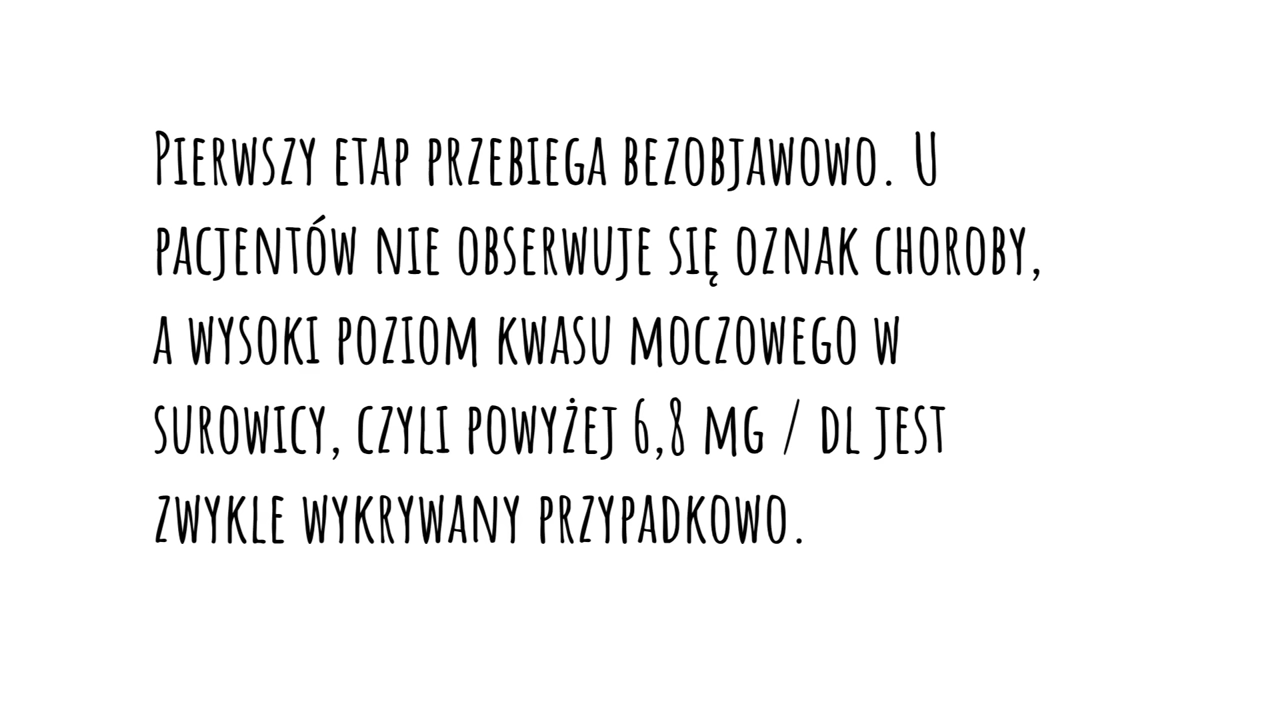 Pierwszy etap przebiega bezobjawowo. U
pacjentów nie obserwuje się oznak choroby,
a wysoki poziom kwasu moczowego w
surowicy, czyli powyżej 6,8 mg / dl jest
zwykle wykrywany przypadkowo.